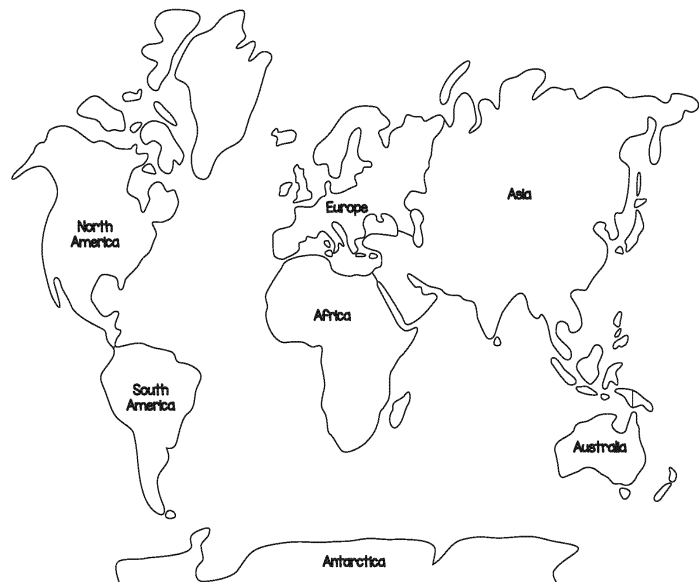 Asia
Europe
North
America
Africa
South
America
Australia
Antarctica